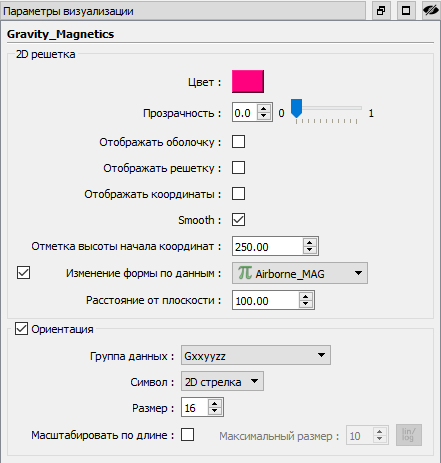 Параметры визуализации
Gravity_Magnetics
2D решетка
Цвет :
Прозрачность : 0.0 0 1
Отображать оболочку :
Отображать решетку :
Отображать координаты :
Smooth :
Отметка высоты начала координат : 250.00
Изменение формы по данным : π Airborne_MAG
Расстояние от плоскости : 100.00
Ориентация
Группа данных : Gxxyyzz
Символ : 2D стрелка
Размер : 16
Масштабировать по длине : Максимальный размер : 10 lin/
log